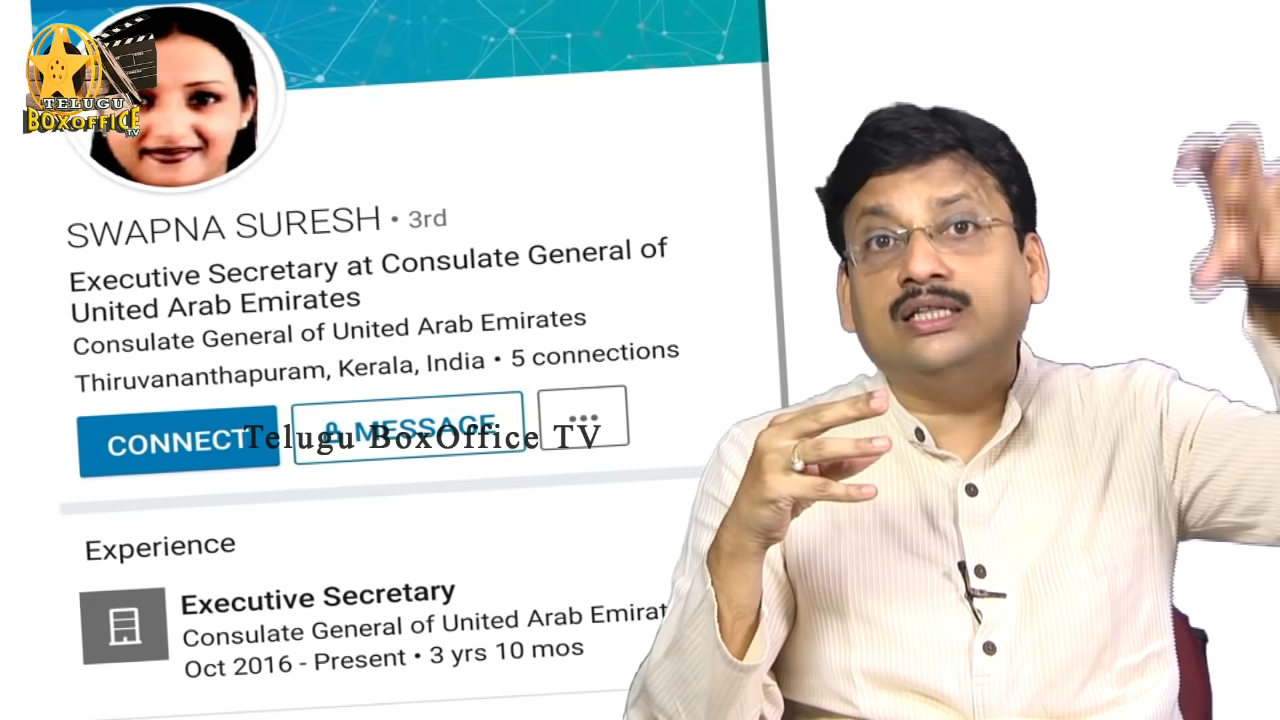 TELUGU
BOXOFFICE
TV
SWAPNA SURESH • 3rd
Executive Secretary at Consulate General of
United Arab Emirates
Consulate General of United Arab Emirates
Thiruvananthapuram, Kerala, India • 5 connections
CONNECT
MESSAGE
Telugu BoxOffice TV
Experience
Executive Secretary
Consulate General of United Arab Emirat
Oct 2016 - Present • 3 yrs 10 mos